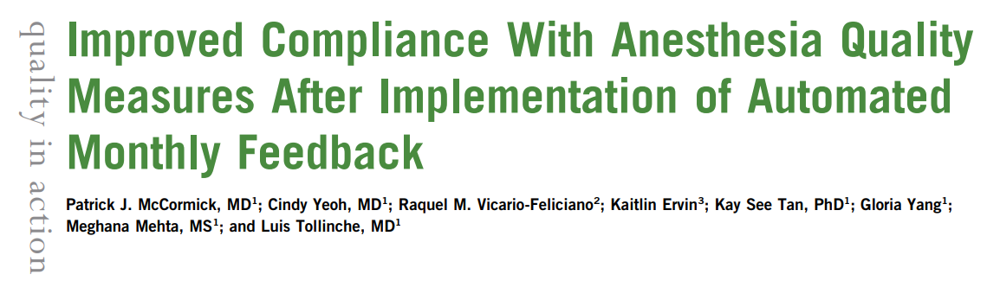 quality in action
Improved Compliance With Anesthesia Quality
Measures After Implementation of Automated
Monthly Feedback
Patrick J. McCormick, MD¹; Cindy Yeoh, MD¹; Raquel M. Vicario-Feliciano²; Kaitlin Ervin³; Kay See Tan, PhD¹; Gloria Yang¹;
Meghana Mehta, MS¹; and Luis Tollinche, MD¹